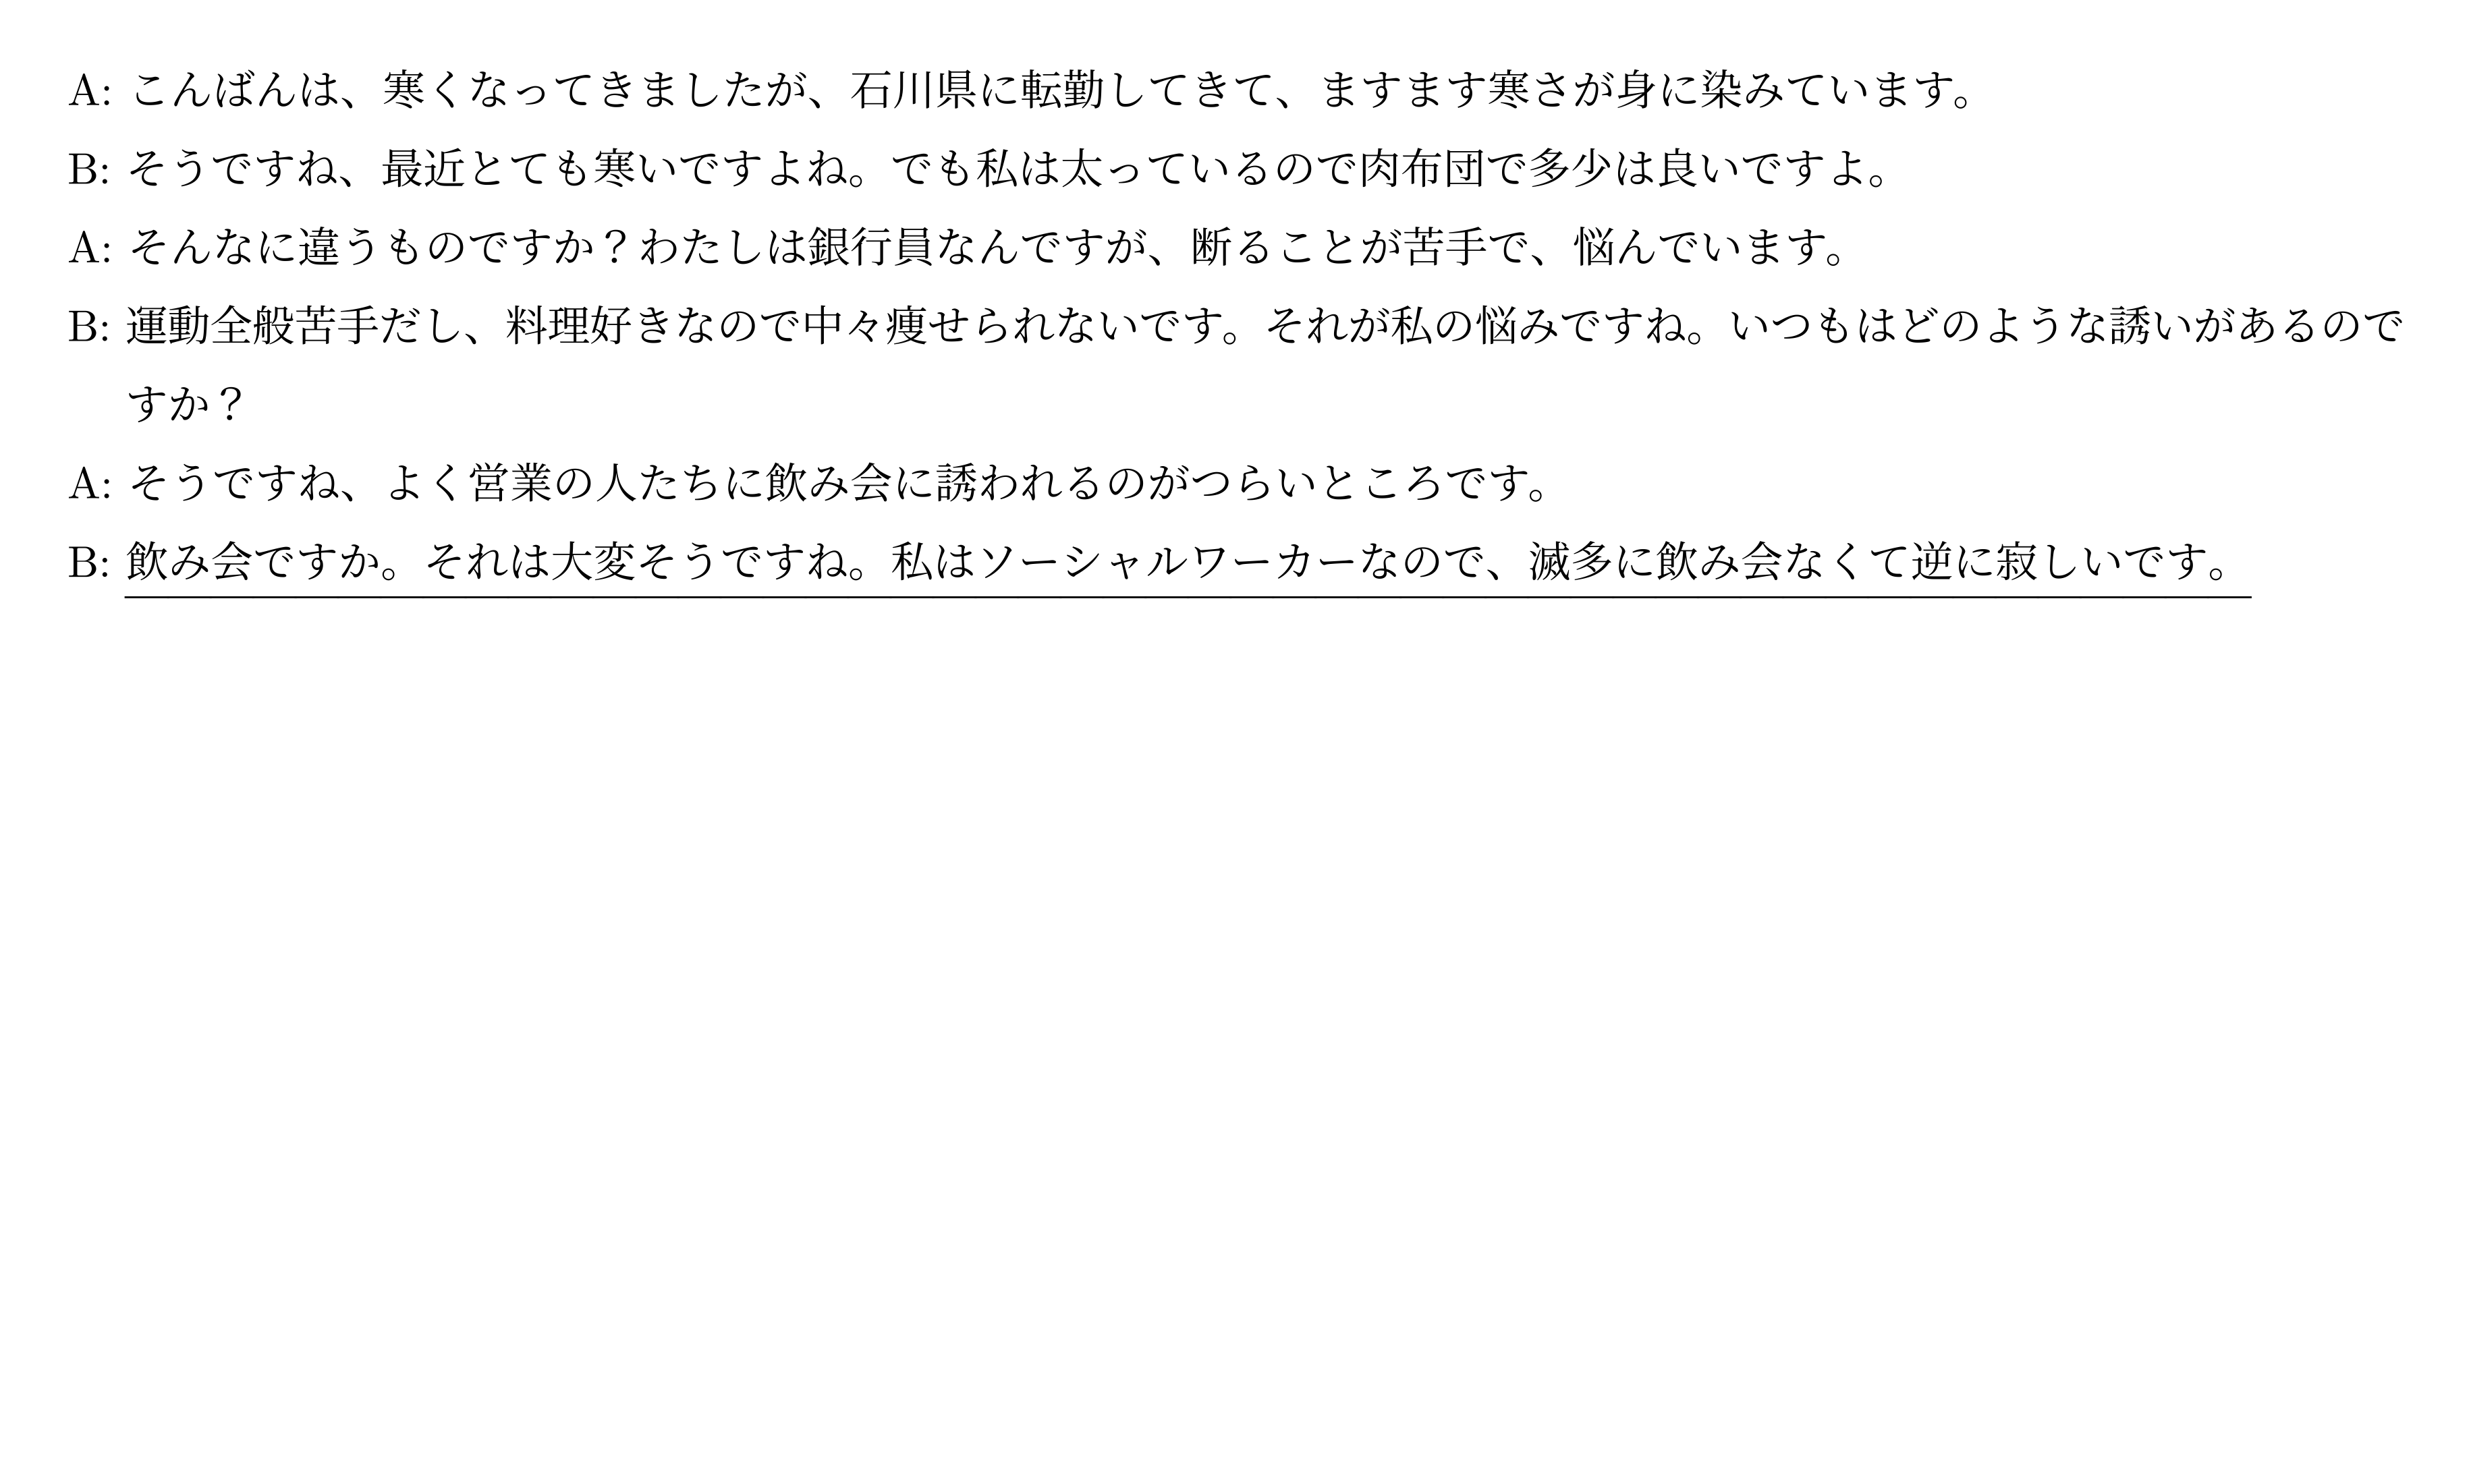 A: こんばんは、寒くなってきましたが、石川県に転勤してきて、ますます寒さが身に染みています。
B: そうですね、最近とても寒いですよね。でも私は太っているので肉布団で多少は良いですよ。
A: そんなに違うものですか？わたしは銀行員なんですが、断ることが苦手で、悩んでいます。
B: 運動全般苦手だし、料理好きなので中々痩せられないです。それが私の悩みですね。いつもはどのような誘いがあるので
すか？
A: そうですね、よく営業の人たちに飲み会に誘われるのがつらいところです。
B: 飲み会ですか。それは大変そうですね。私はソーシャルワーカーなので、滅多に飲み会なくて逆に寂しいです。